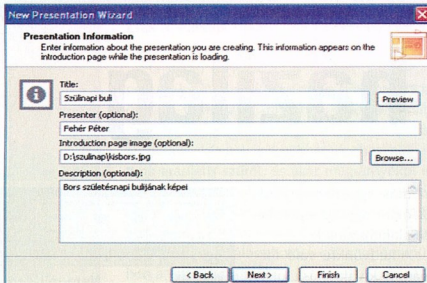 New Presentation Wizard
Presentation Information
Enter information about the presentation you are creating. This information appears on the
introduction page while the presentation is loading.
Title:
Szülinapi buli
Preview
Presenter (optional):
Fehér Péter
Introduction page image (optional):
D:\szulinap\kisbors.jpg
Browse...
Description (optional):
Bors születésnapi bulijának képei
< Back
Next >
Finish
Cancel